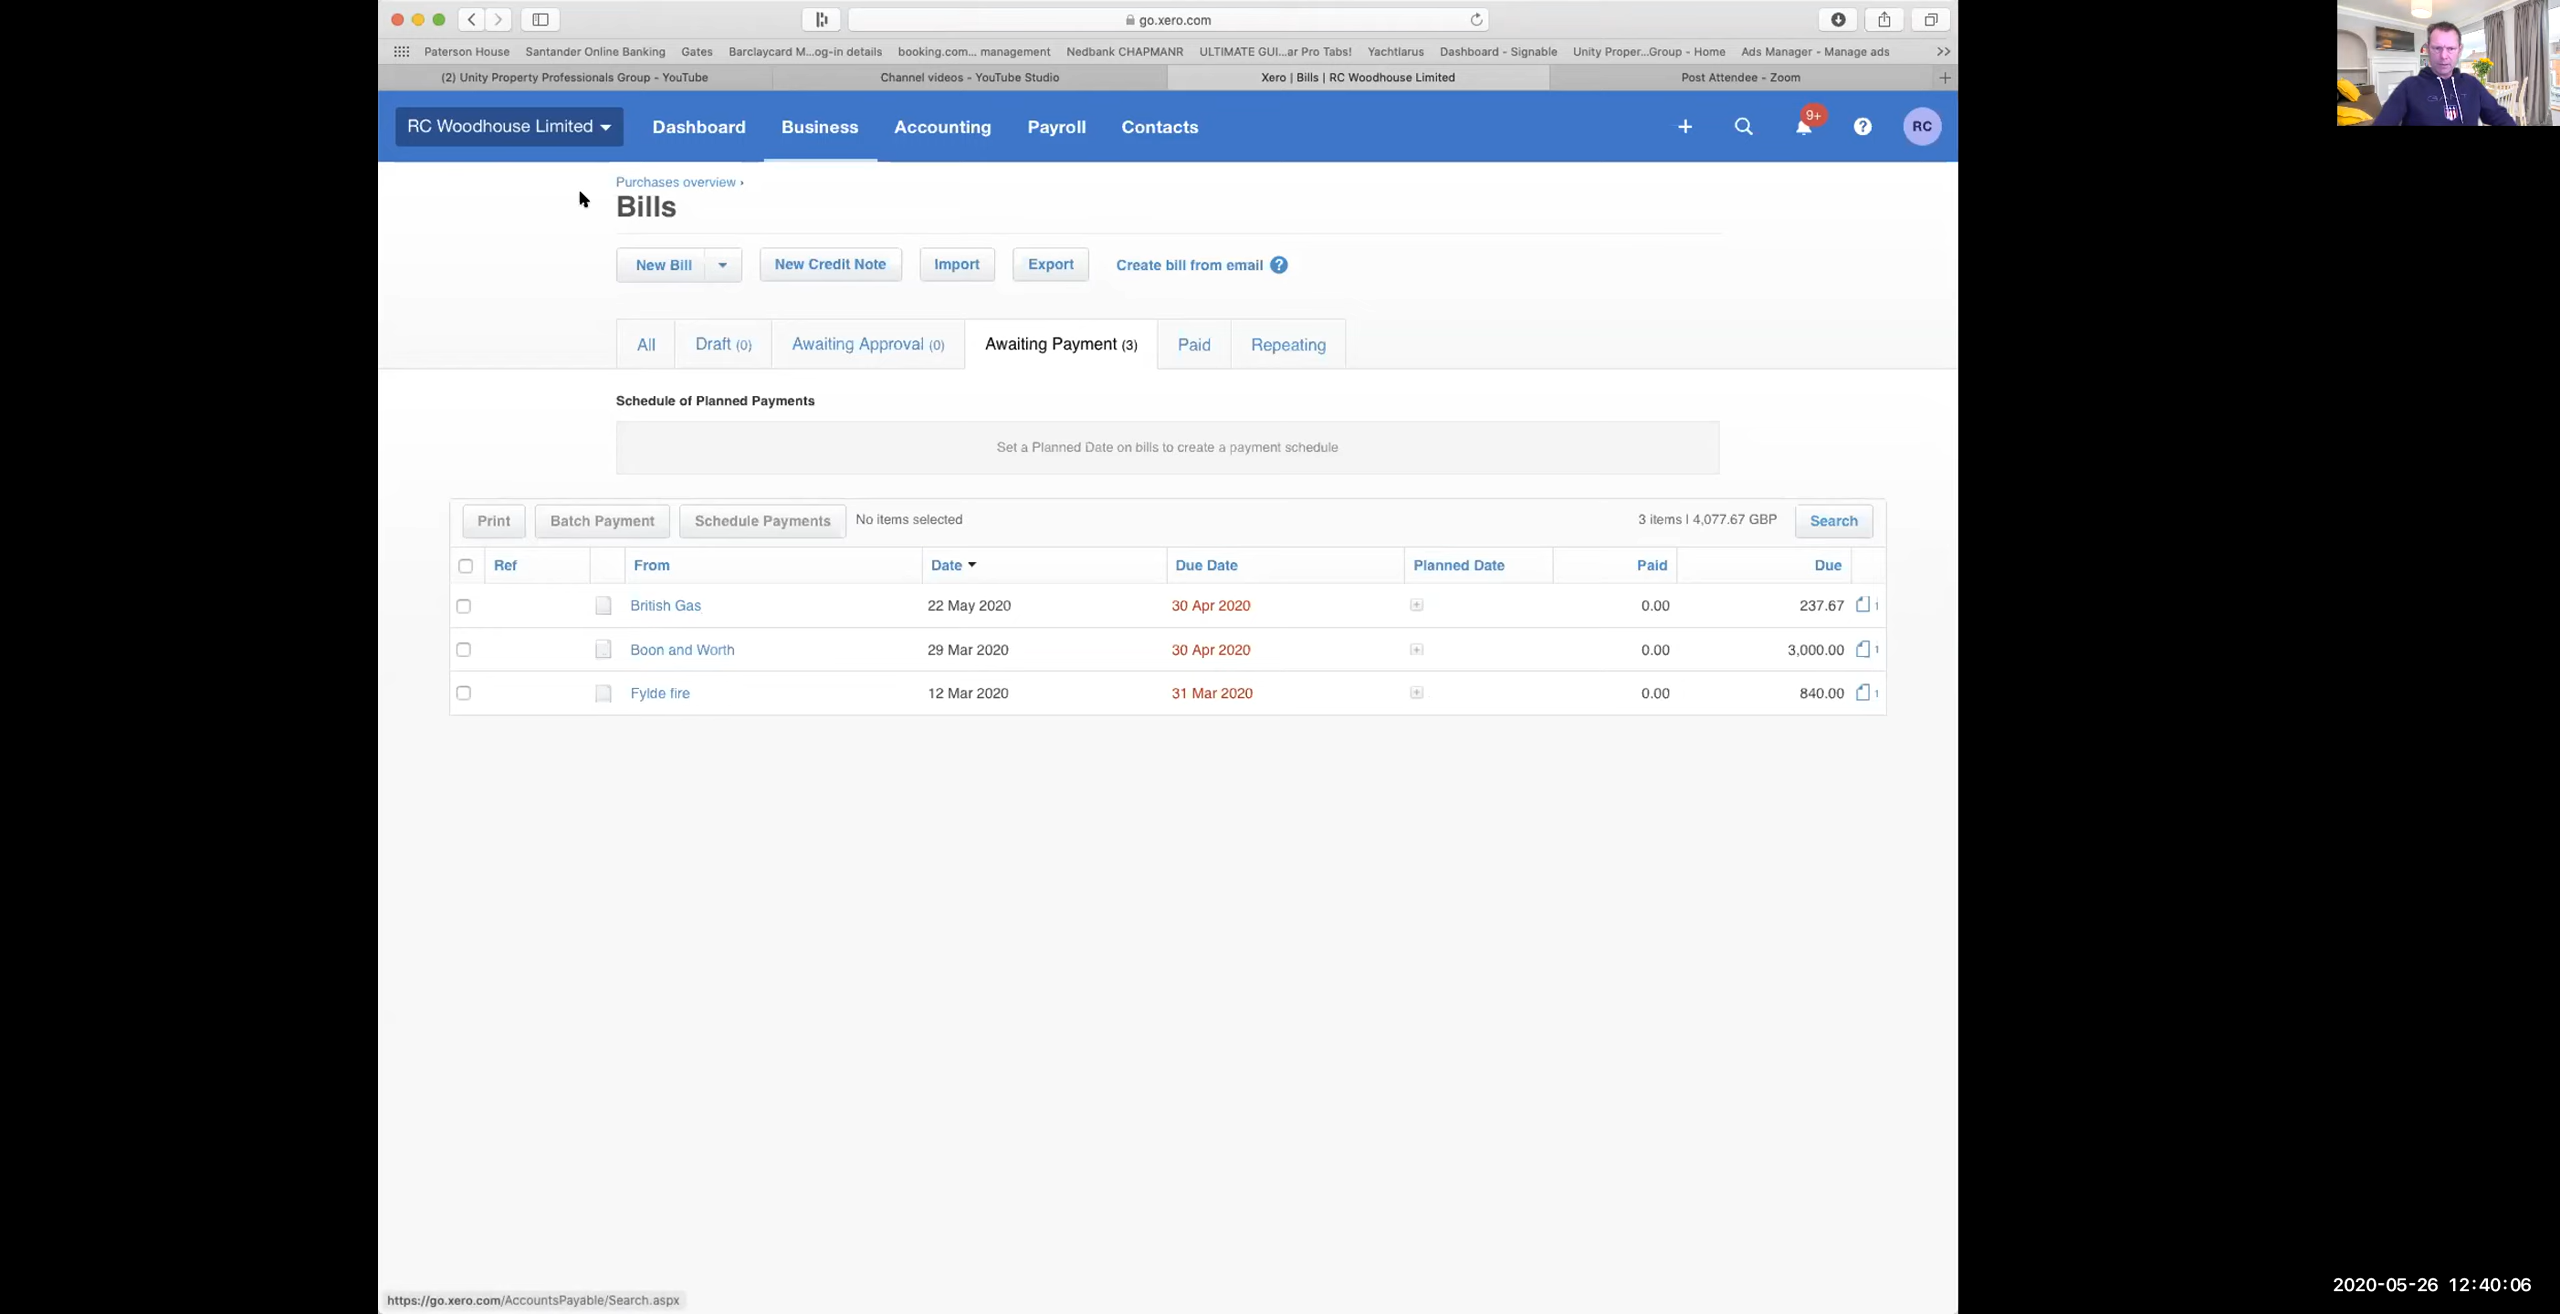 go.xero.com
Paterson House Santander Online Banking Gates Barclaycard M...og-in details booking.com... management Nedbank CHAPMANR ULTIMATE GUI...ar Pro Tabs! Yachtlarus Dashboard - Signable Unity Proper...Group - Home Ads Manager - Manage ads >>
(2) Unity Property Professionals Group - YouTube Channel videos - YouTube Studio Xero | Bills | RC Woodhouse Limited Post Attendee - Zoom
RC Woodhouse Limited Dashboard Business Accounting Payroll Contacts 9+ RC
Purchases overview ›
Bills
New Bill New Credit Note Import Export Create bill from email ?
All Draft (0) Awaiting Approval (0) Awaiting Payment (3) Paid Repeating
Schedule of Planned Payments
Set a Planned Date on bills to create a payment schedule
Print Batch Payment Schedule Payments No items selected 3 items | 4,077.67 GBP Search
Ref From Date Due Date Planned Date Paid Due
British Gas 22 May 2020 30 Apr 2020 0.00 237.67 1
Boon and Worth 29 Mar 2020 30 Apr 2020 0.00 3,000.00 1
Fylde fire 12 Mar 2020 31 Mar 2020 0.00 840.00 1
https://go.xero.com/AccountsPayable/Search.aspx
2020-05-26 12:40:06